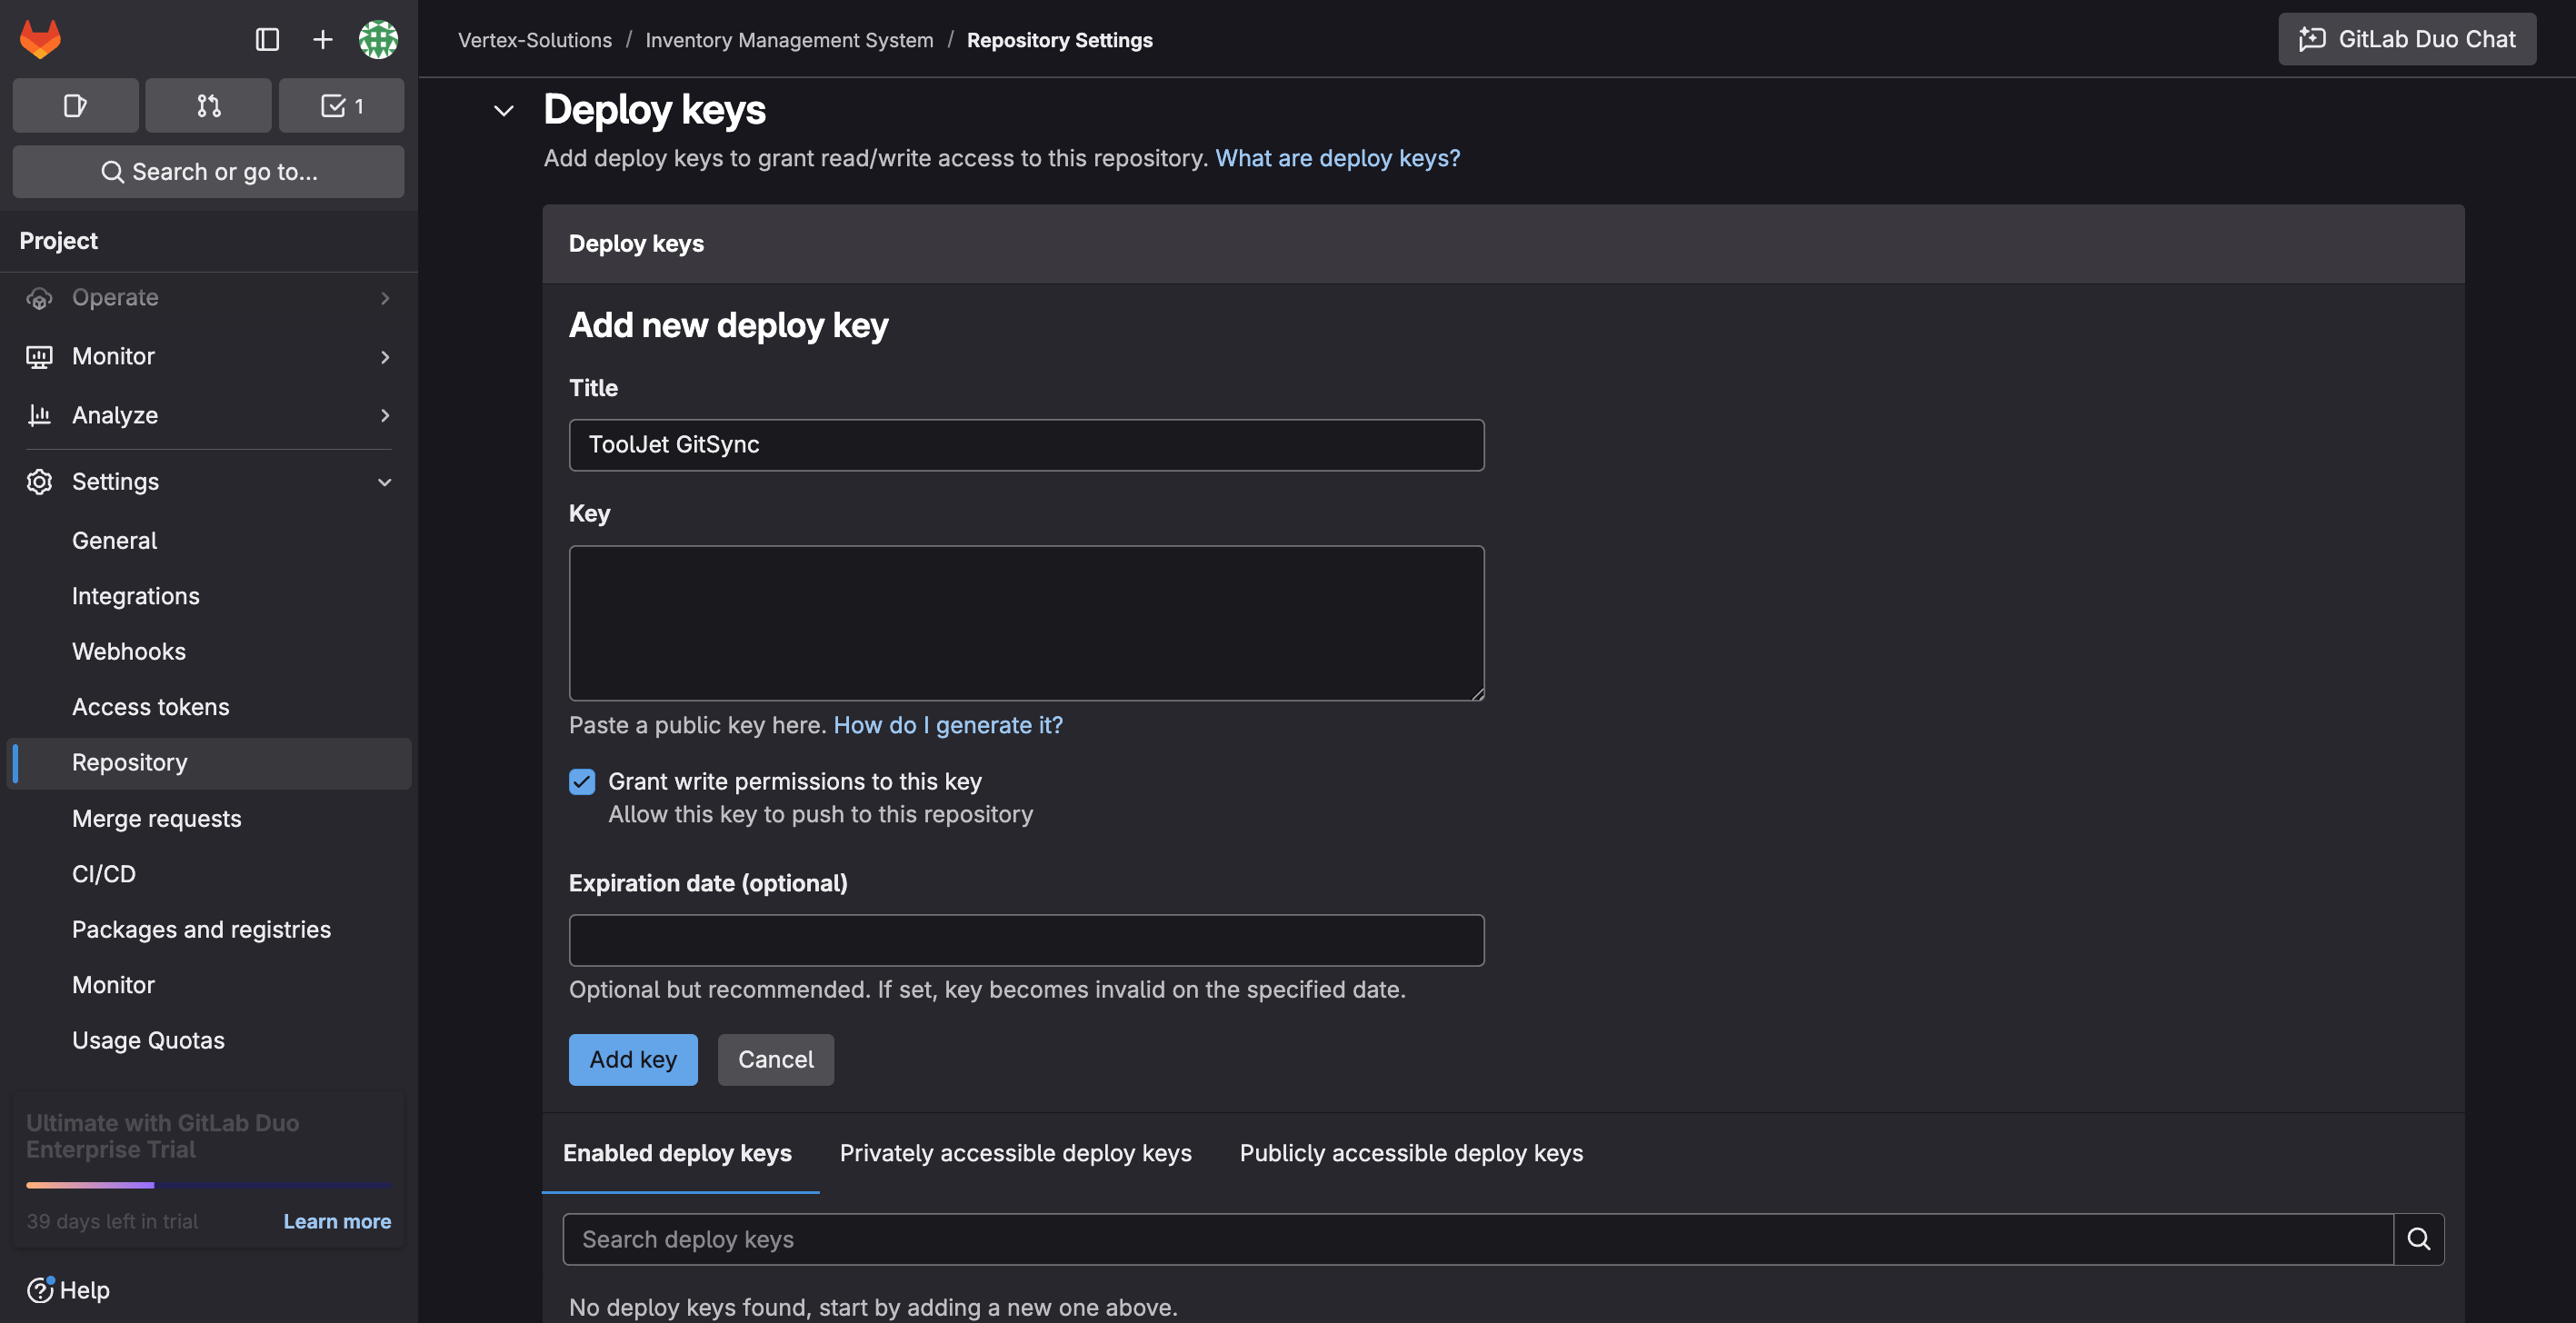 Vertex-Solutions / Inventory Management System / Repository Settings
GitLab Duo Chat
1
Search or go to...
Project
Operate
Monitor
Analyze
Settings
General
Integrations
Webhooks
Access tokens
Repository
Merge requests
CI/CD
Packages and registries
Monitor
Usage Quotas
Ultimate with GitLab Duo
Enterprise Trial
39 days left in trial
Learn more
Help
Deploy keys
Add deploy keys to grant read/write access to this repository. What are deploy keys?
Deploy keys
Add new deploy key
Title
ToolJet GitSync
Key
Paste a public key here. How do I generate it?
Grant write permissions to this key
Allow this key to push to this repository
Expiration date (optional)
Optional but recommended. If set, key becomes invalid on the specified date.
Add key
Cancel
Enabled deploy keys
Privately accessible deploy keys
Publicly accessible deploy keys
Search deploy keys
No deploy keys found, start by adding a new one above.